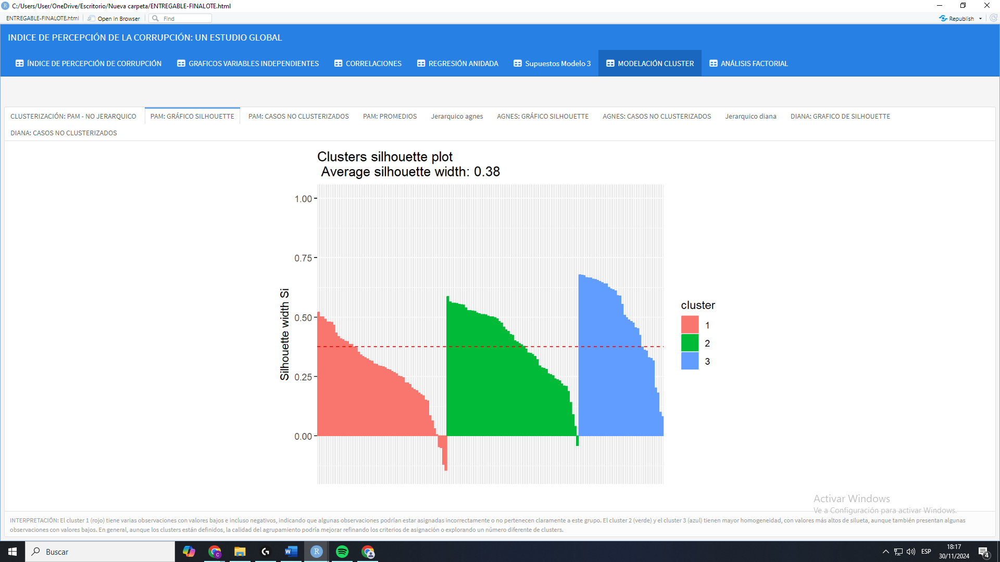 C:/Users/User/OneDrive/Escritorio/Nueva carpeta/ENTREGABLE-FINALOTE.html
ENTREGABLE-FINALOTE.html Open in Browser Find Republish
INDICE DE PERCEPCIÓN DE LA CORRUPCIÓN: UN ESTUDIO GLOBAL
ÍNDICE DE PERCEPCIÓN DE CORRUPCIÓN GRAFICOS VARIABLES INDEPENDIENTES CORRELACIONES REGRESIÓN ANIDADA Supuestos Modelo 3 MODELACIÓN CLUSTER ANÁLISIS FACTORIAL
CLUSTERIZACIÓN: PAM - NO JERARQUICO PAM: GRÁFICO SILHOUETTE PAM: CASOS NO CLUSTERIZADOS PAM: PROMEDIOS Jerarquico agnes AGNES: GRÁFICO SILHOUETTE AGNES: CASOS NO CLUSTERIZADOS Jerarquico diana DIANA: GRAFICO DE SILHOUETTE
DIANA: CASOS NO CLUSTERIZADOS
Clusters silhouette plot
Average silhouette width: 0.38
1.00
0.75
0.50
0.25
0.00
Silhouette width Si
cluster
1
2
3
Activar Windows
Ve a Configuración para activar Windows.
INTERPRETACIÓN: El cluster 1 (rojo) tiene varias observaciones con valores bajos e incluso negativos, indicando que algunas observaciones podrían estar asignadas incorrectamente o no pertenecen claramente a este grupo. El cluster 2 (verde) y el cluster 3 (azul) tienen mayor homogeneidad, con valores más altos de silueta, aunque también presentan algunas
observaciones con valores bajos. En general, aunque los clusters están definidos, la calidad del agrupamiento podría mejorar refinando los criterios de asignación o explorando un número diferente de clusters.
Buscar
ESP
18:17
30/11/2024
4